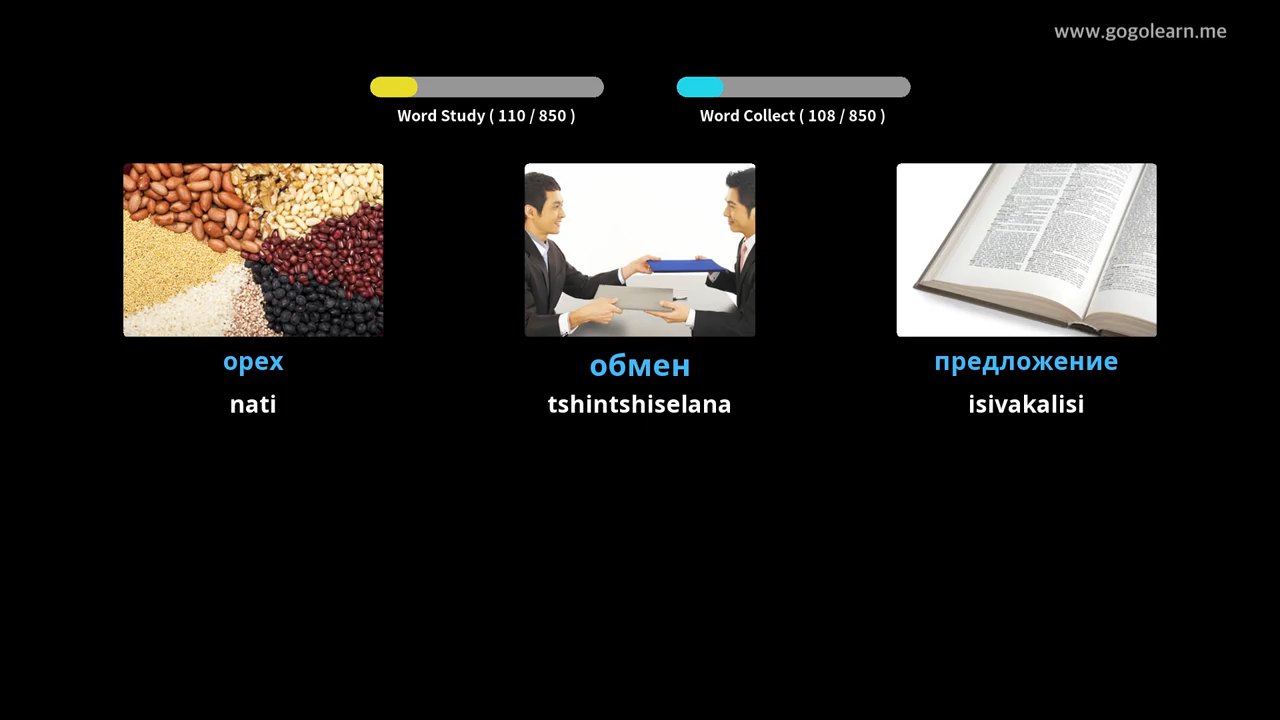 www.gogolearn.me
Word Study ( 110 / 850 )
Word Collect ( 108 / 850 )
орех
обмен
предложение
nati
tshintshiselana
isivakalisi